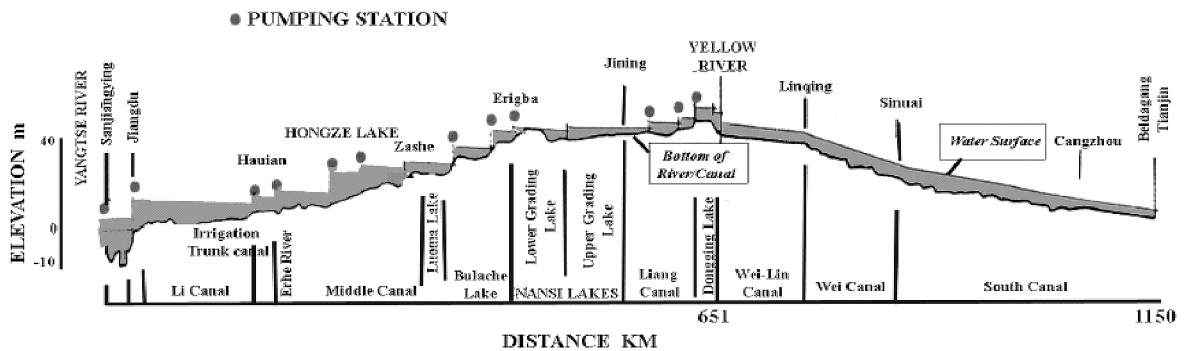 PUMPING STATION
ELEVATION m
40
0
-10
YANGTSE RIVER
Sanjiangying
Jiangdu
Hauian
HONGZE LAKE
Zashe
Erigba
Jining
YELLOW
RIVER
Linqing
Sinuai
Cangzhou
Beldagang
Tianjin
Bottom of
River/Canal
Water Surface
Irrigation
Trunk canal
Erhe River
Luoma Lake
Bulache
Lake
Lower Grading
Lake
Upper Grading
Lake
Liang
Canal
Dongging Lake
Wei-Lin
Canal
Li Canal
Middle Canal
NANSI LAKES
Wei Canal
South Canal
651
1150
DISTANCE KM